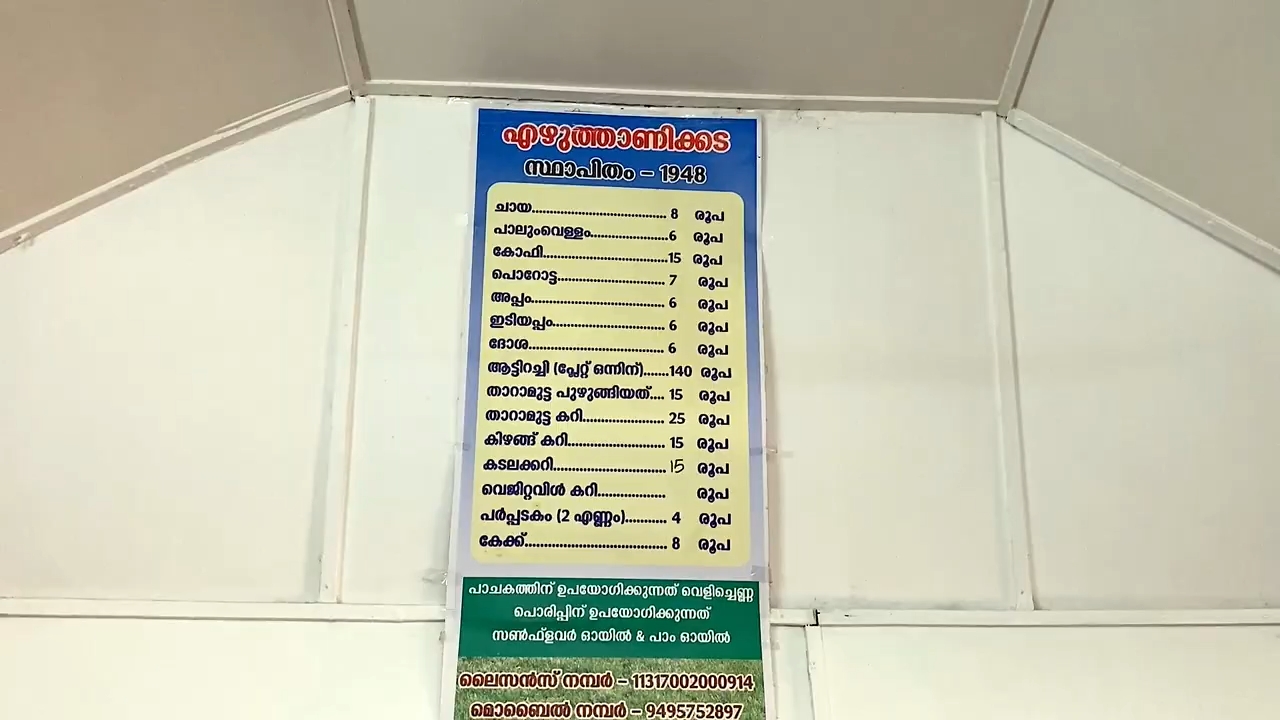 എഴുത്താണിക്കട
സ്ഥാപിതം – 1948
ചായ..................................... 8 രൂപ
പാലുംവെള്ളം.....................6 രൂപ
കോഫി..................................15 രൂപ
പൊറോട്ട.............................. 7 രൂപ
അപ്പം..................................... 6 രൂപ
ഇടിയപ്പം............................... 6 രൂപ
ദോശ..................................... 6 രൂപ
ആട്ടിറച്ചി (പ്ലേറ്റ് ഒന്നിന്).......140 രൂപ
താറാമുട്ട പുഴുങ്ങിയത്.... 15 രൂപ
താറാമുട്ട കറി...................... 25 രൂപ
കിഴങ്ങ് കറി.......................... 15 രൂപ
കടലക്കറി............................... 15 രൂപ
വെജിറ്റവിൾ കറി................... രൂപ
പർപ്പടകം (2 എണ്ണം)........... 4 രൂപ
കേക്ക്....................................... 8 രൂപ
പാചകത്തിന് ഉപയോഗിക്കുന്നത് വെളിച്ചെണ്ണ
പൊരിപ്പിന് ഉപയോഗിക്കുന്നത്
സൺഫ്ളവർ ഓയിൽ & പാം ഓയിൽ
ലൈസൻസ് നമ്പർ – 11317002000914
മൊബൈൽ നമ്പർ – 9495752897